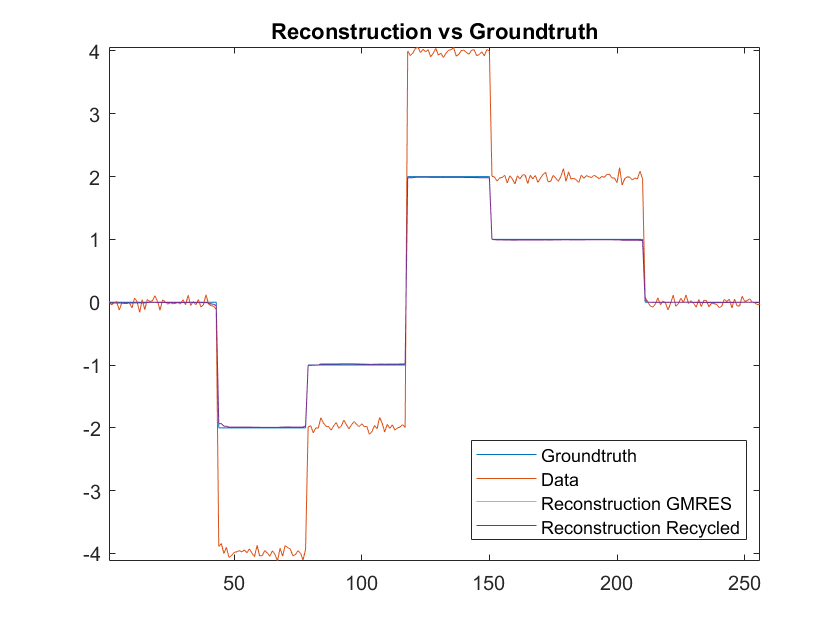 Reconstruction vs Groundtruth
4
3
2
1
0
-1
-2
-3
-4
Groundtruth
Data
Reconstruction GMRES
Reconstruction Recycled
50
100
150
200
250